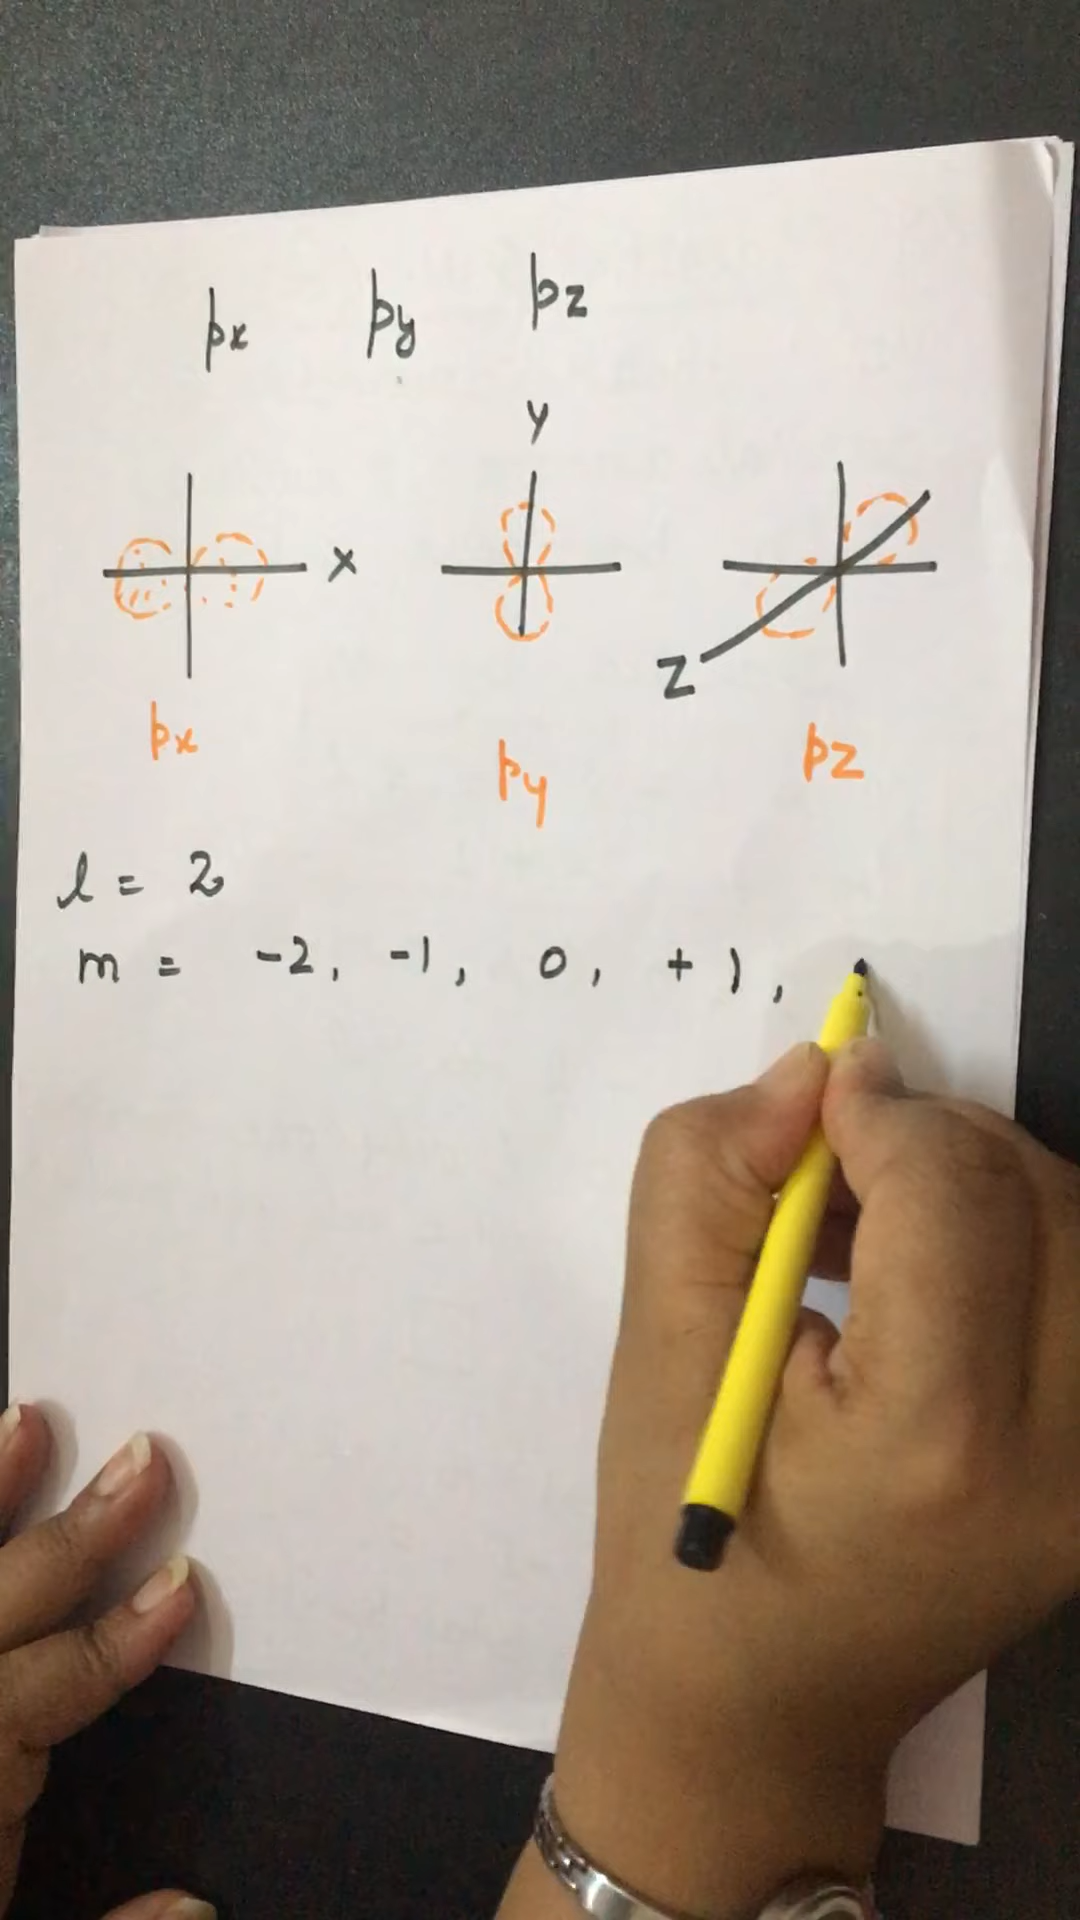 px py pz
y
x
z
px py pz
l = 2
m = -2, -1, 0, +1,